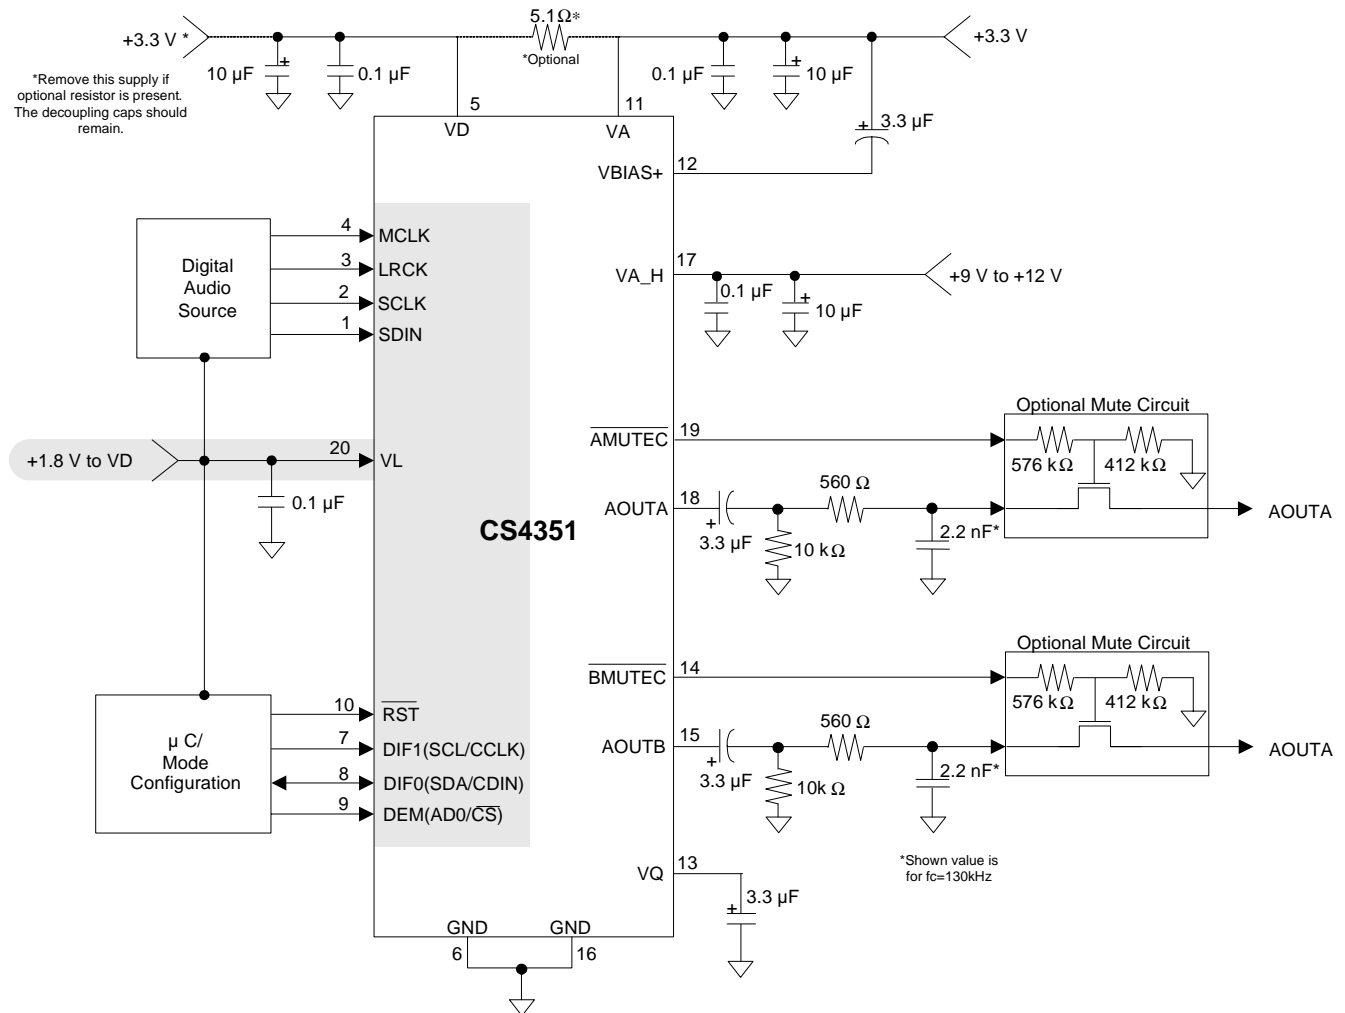 5.1Ω*
*Optional
+3.3 V *
+3.3 V
10 µF
+
0.1 µF
0.1 µF
+
10 µF
*Remove this supply if
optional resistor is present.
The decoupling caps should
remain.
5
11
VD
VA
+
3.3 µF
VBIAS+
12
Digital
Audio
Source
4
MCLK
3
LRCK
2
SCLK
1
SDIN
VA_H
17
+9 V to +12 V
0.1 µF
+
10 µF
+1.8 V to VD
20
VL
0.1 µF
CS4351
Optional Mute Circuit
AMUTEC
19
576 kΩ
412 kΩ
AOUTA
18
+
3.3 µF
560 Ω
10 kΩ
2.2 nF*
AOUTA
Optional Mute Circuit
BMUTEC
14
576 kΩ
412 kΩ
AOUTB
15
+
3.3 µF
560 Ω
10k Ω
2.2 nF*
AOUTA
*Shown value is
for fc=130kHz
µ C/
Mode
Configuration
10
RST
7
DIF1(SCL/CCLK)
8
DIF0(SDA/CDIN)
9
DEM(AD0/CS)
VQ
13
+
3.3 µF
GND
GND
6
16